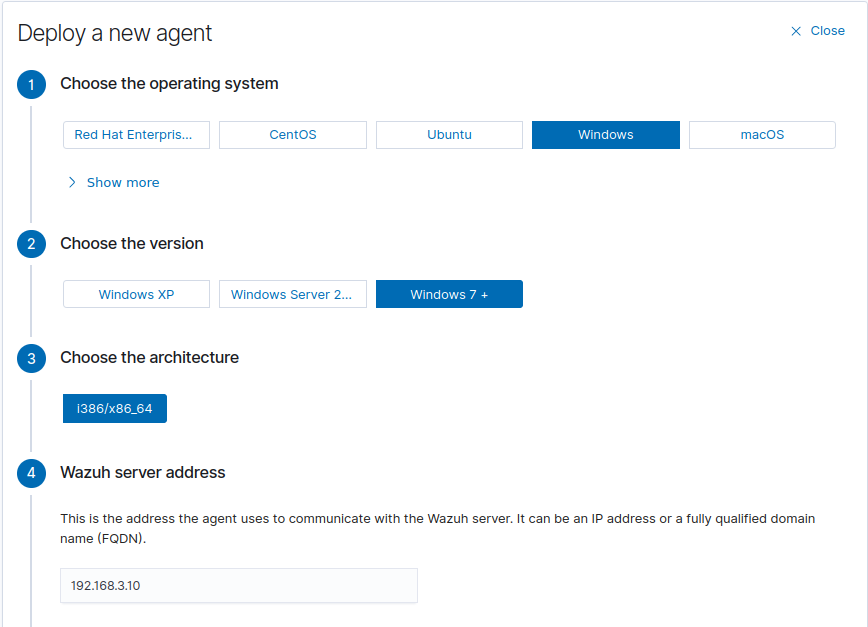 Deploy a new agent
Close
1 Choose the operating system
Red Hat Enterpris... CentOS Ubuntu Windows macOS
Show more
2 Choose the version
Windows XP Windows Server 2... Windows 7 +
3 Choose the architecture
i386/x86_64
4 Wazuh server address
This is the address the agent uses to communicate with the Wazuh server. It can be an IP address or a fully qualified domain
name (FQDN).
192.168.3.10